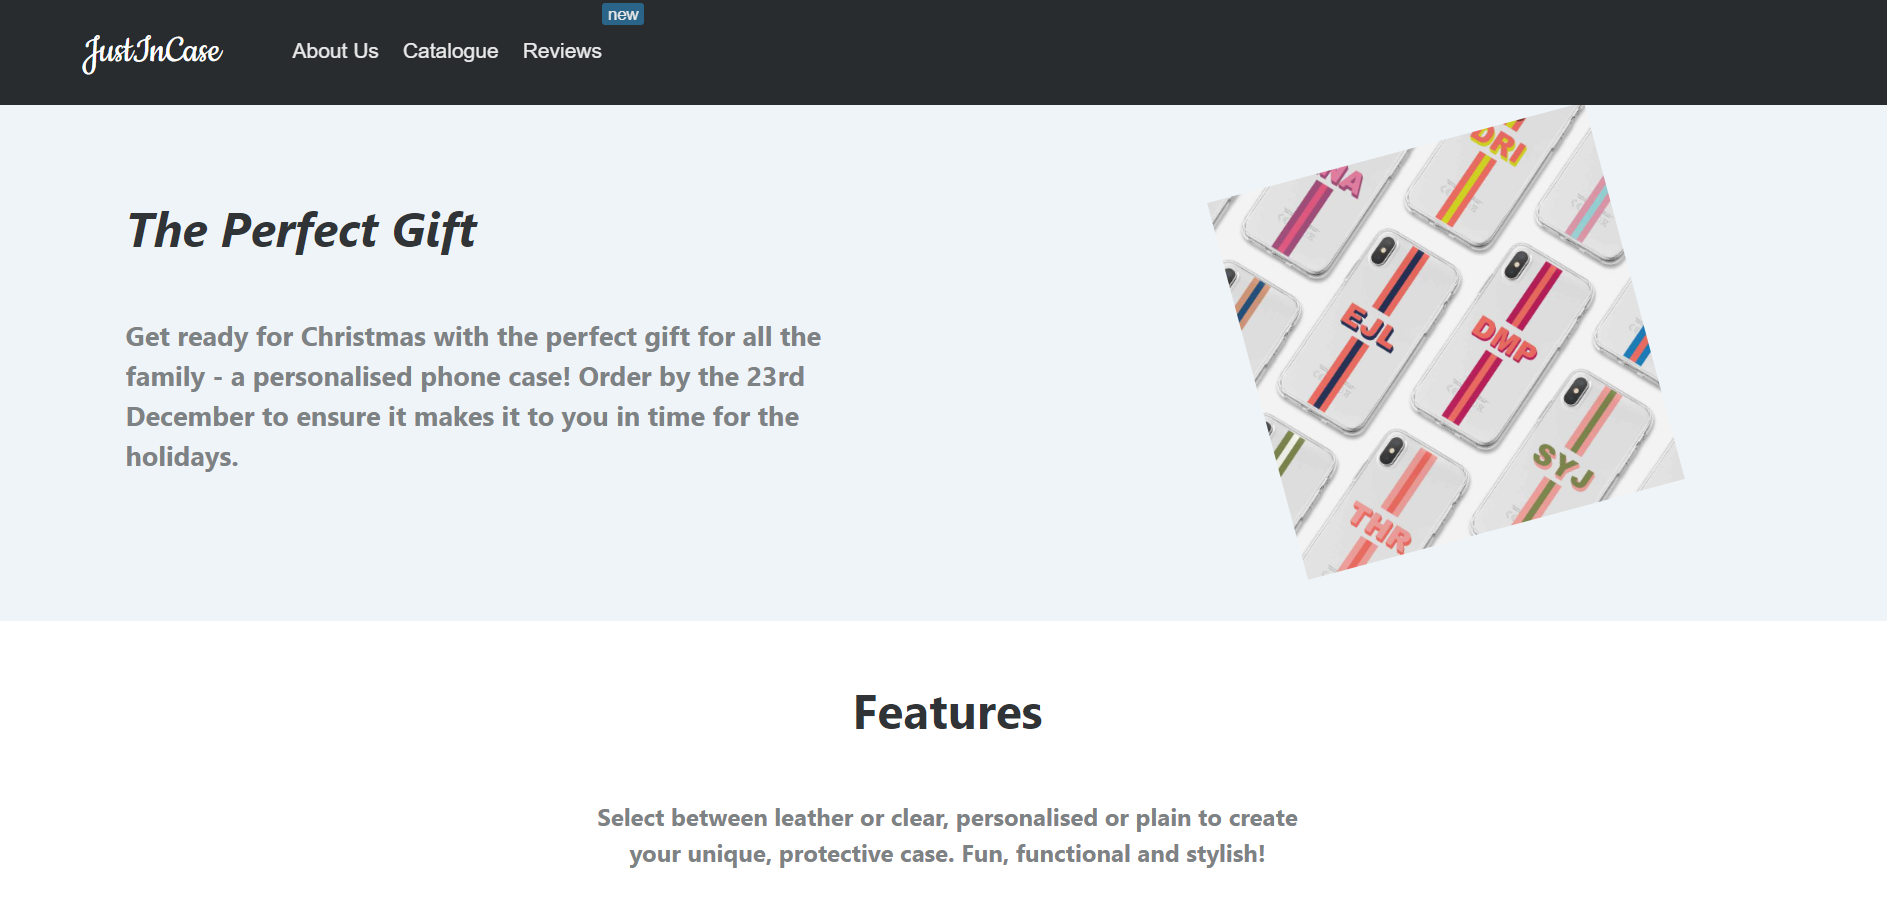 new
JustInCase
About Us Catalogue Reviews
The Perfect Gift
Get ready for Christmas with the perfect gift for all the
family - a personalised phone case! Order by the 23rd
December to ensure it makes it to you in time for the
holidays.
DRI
NA
EJL
DMP
SYJ
THR
Features
Select between leather or clear, personalised or plain to create
your unique, protective case. Fun, functional and stylish!